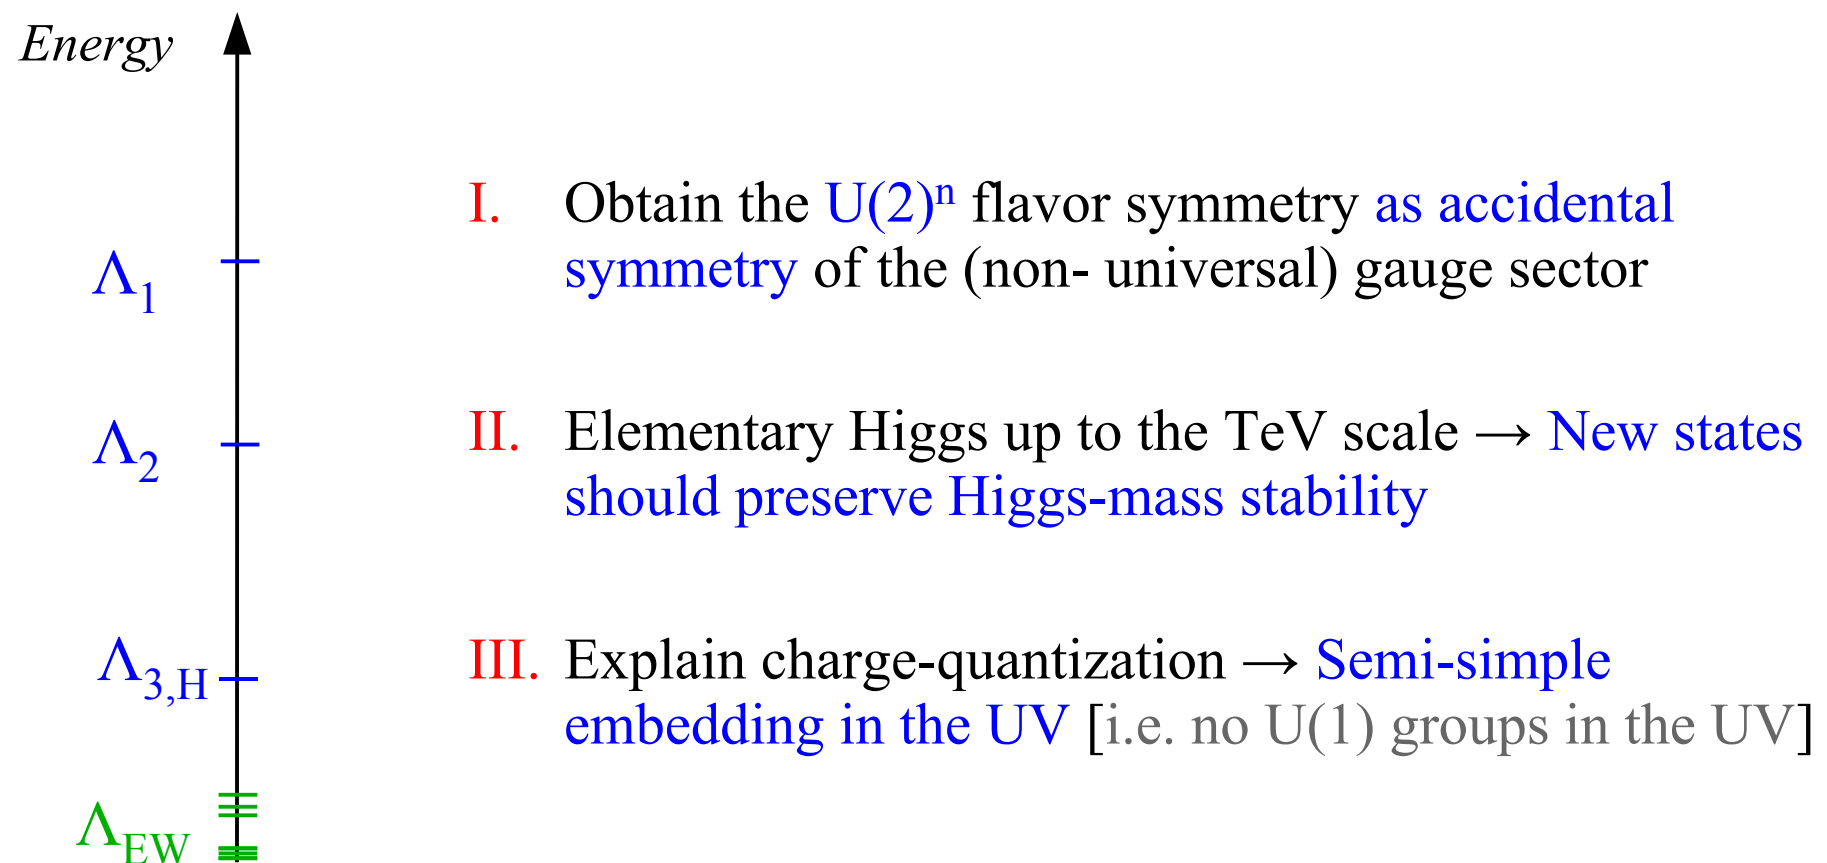 Energy
I. Obtain the U(2)ⁿ flavor symmetry as accidental
symmetry of the (non- universal) gauge sector
Λ₁
II. Elementary Higgs up to the TeV scale → New states
should preserve Higgs-mass stability
Λ₂
III. Explain charge-quantization → Semi-simple
embedding in the UV [i.e. no U(1) groups in the UV]
Λ3,H
ΛEW